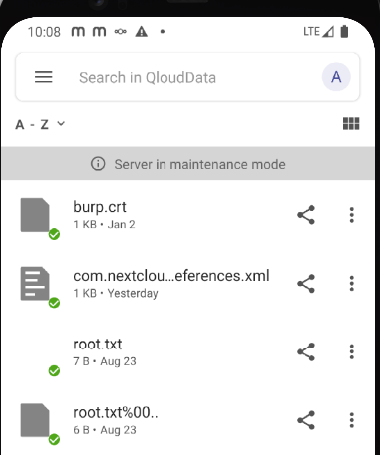 10:08 LTE
Search in QloudData A
A - Z
Server in maintenance mode
burp.crt
1 KB • Jan 2
com.nextclou...eferences.xml
1 KB • Yesterday
root.txt
7 B • Aug 23
root.txt%00..
6 B • Aug 23